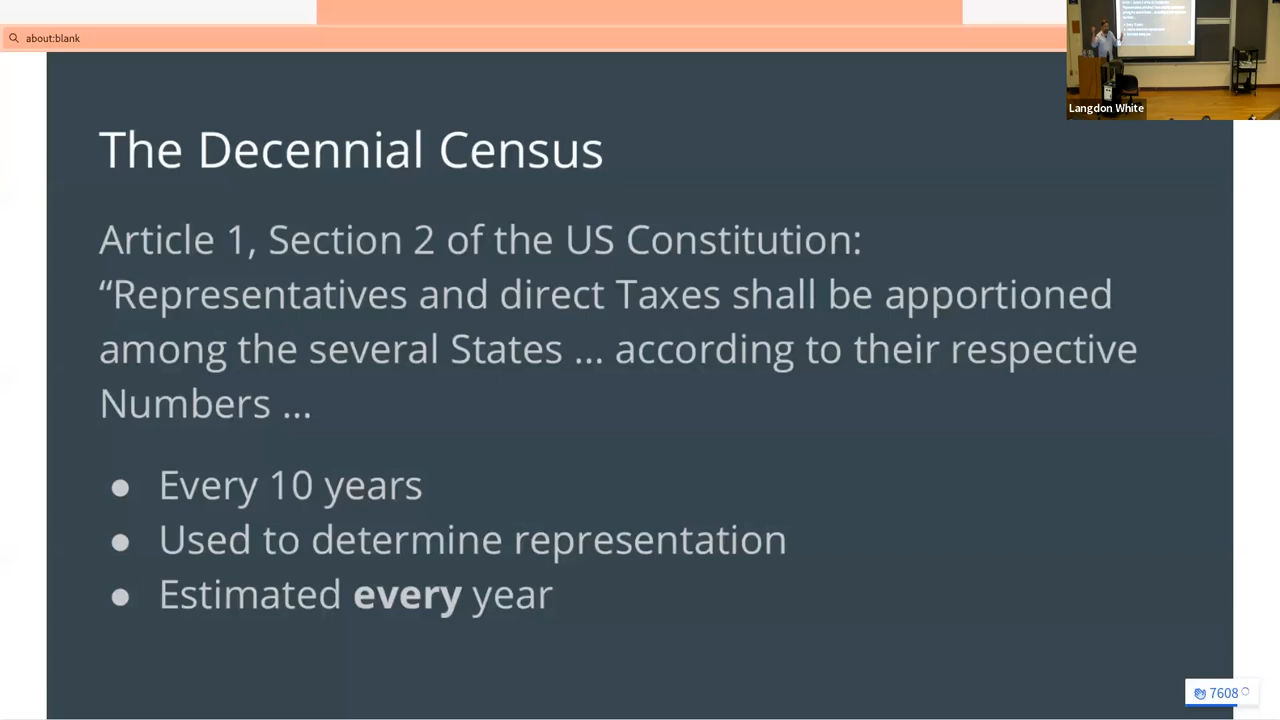 about:blank
Langdon White
The Decennial Census
Article 1, Section 2 of the US Constitution:
“Representatives and direct Taxes shall be apportioned
among the several States ... according to their respective
Numbers ...
● Every 10 years
● Used to determine representation
● Estimated every year
7608